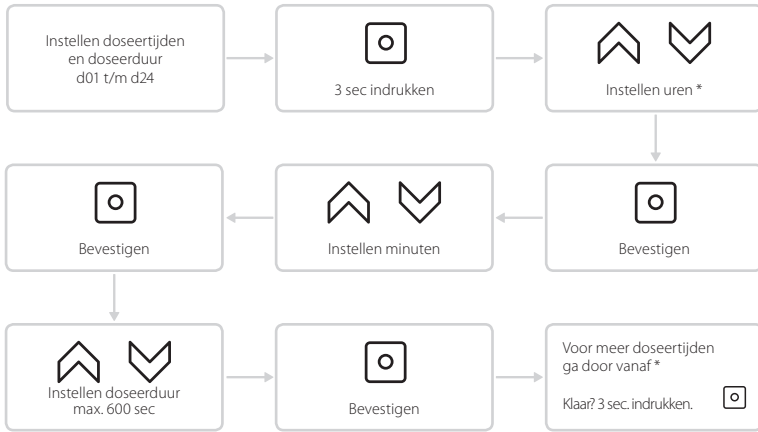 Instellen doseertijden
en doseerduur
d01 t/m d24
3 sec indrukken
Instellen uren *
Bevestigen
Instellen minuten
Bevestigen
Instellen doseerduur
max. 600 sec
Bevestigen
Voor meer doseertijden
ga door vanaf *
Klaar? 3 sec. indrukken.